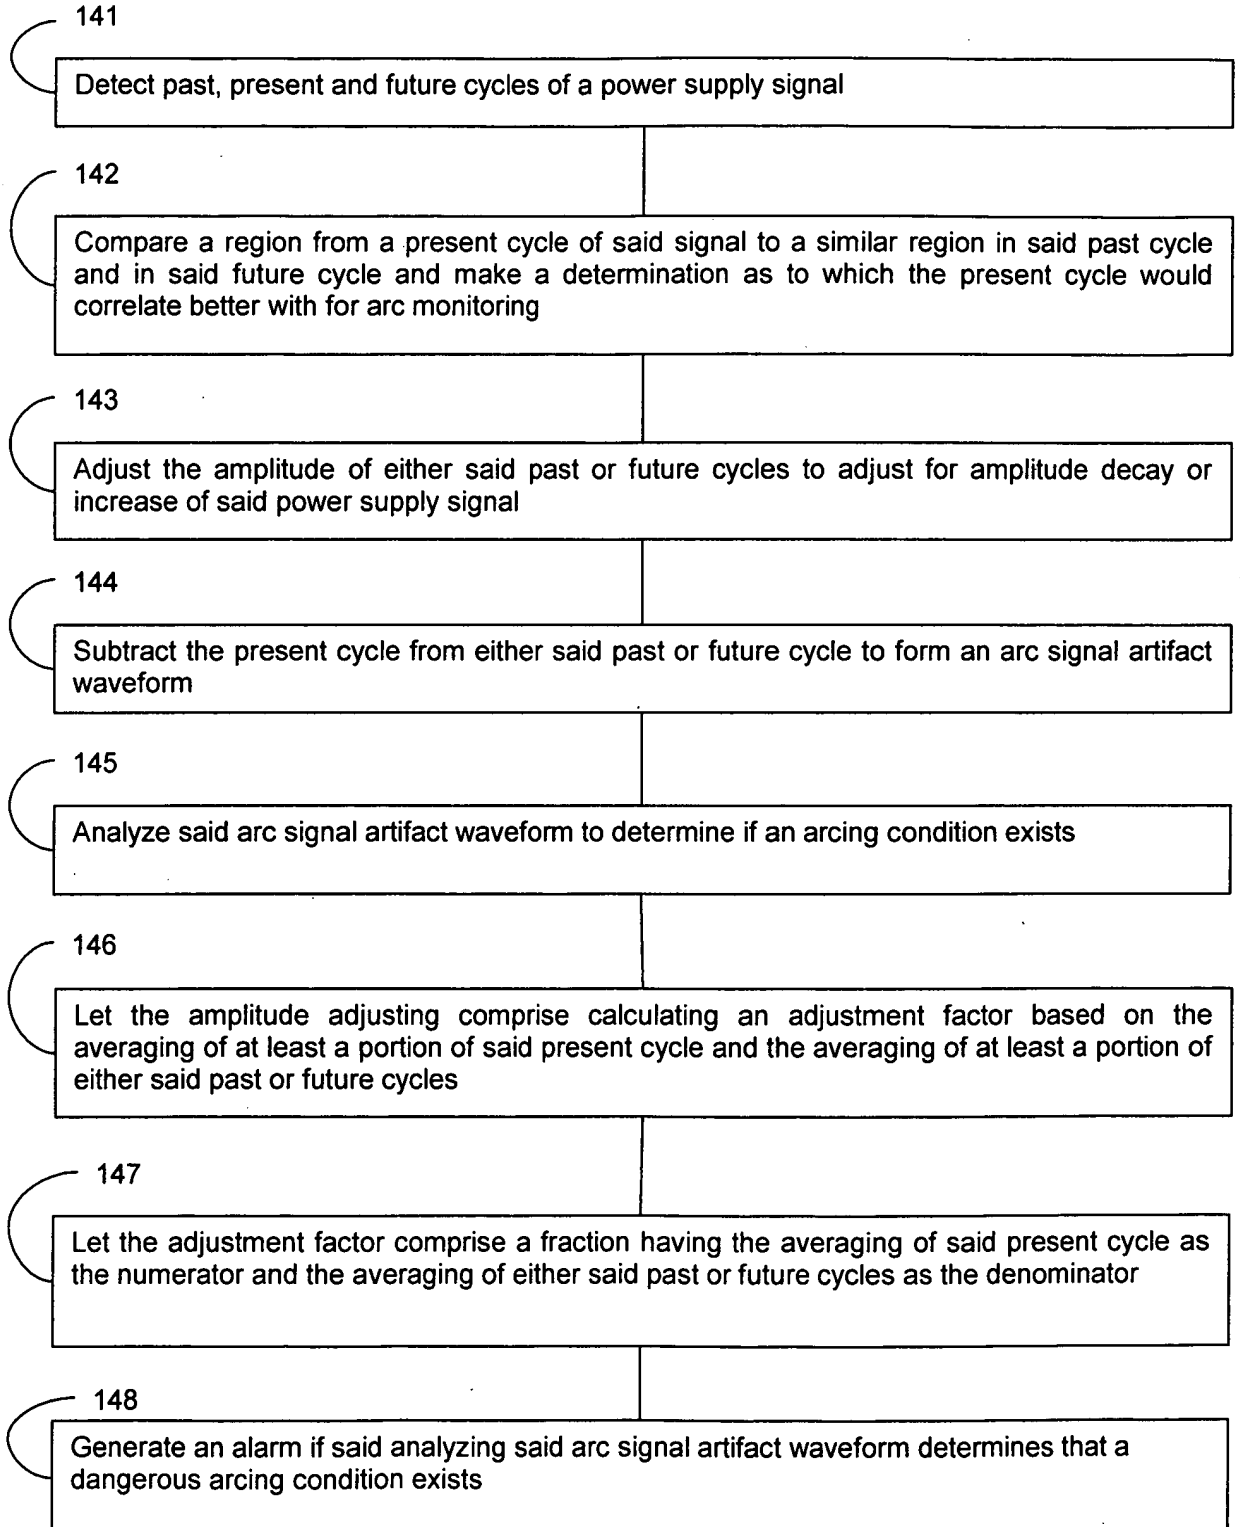 141
Detect past, present and future cycles of a power supply signal
142
Compare a region from a present cycle of said signal to a similar region in said past cycle
and in said future cycle and make a determination as to which the present cycle would
correlate better with for arc monitoring
143
Adjust the amplitude of either said past or future cycles to adjust for amplitude decay or
increase of said power supply signal
144
Subtract the present cycle from either said past or future cycle to form an arc signal artifact
waveform
145
Analyze said arc signal artifact waveform to determine if an arcing condition exists
146
Let the amplitude adjusting comprise calculating an adjustment factor based on the
averaging of at least a portion of said present cycle and the averaging of at least a portion of
either said past or future cycles
147
Let the adjustment factor comprise a fraction having the averaging of said present cycle as
the numerator and the averaging of either said past or future cycles as the denominator
148
Generate an alarm if said analyzing said arc signal artifact waveform determines that a
dangerous arcing condition exists